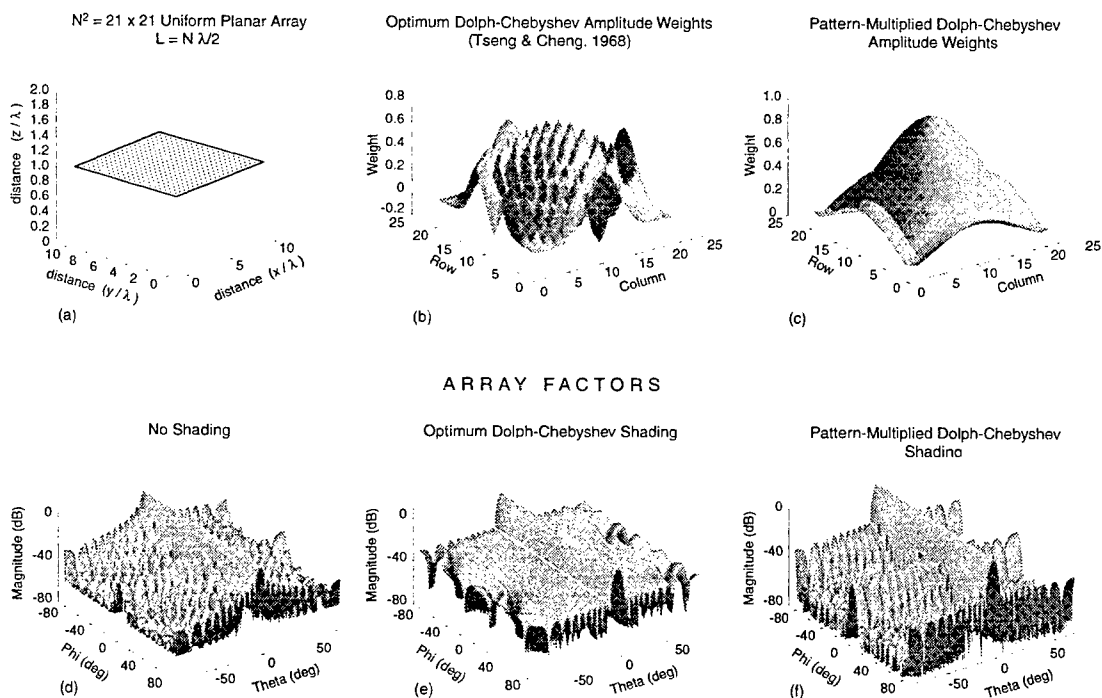 N² = 21 x 21 Uniform Planar Array
L = N λ/2
Optimum Dolph-Chebyshev Amplitude Weights
(Tseng & Cheng. 1968)
Pattern-Multiplied Dolph-Chebyshev
Amplitude Weights
distance (z / λ)
2.0
1.8
1.6
1.4
1.2
1.0
0.8
0.6
0.4
0.2
0
10 8 6 4 2 0
distance (y / λ)
0 5 10
distance (x / λ)
(a)
Weight
0.8
0.6
0.4
0.2
0
-0.2
25 20 15 10 5 0
Row
0 5 10 15 20 25
Column
(b)
Weight
1.0
0.8
0.6
0.4
0.2
0
20 15 10 5 0
Row
0 5 10 15 20 25
Column
(c)
ARRAY FACTORS
No Shading
Optimum Dolph-Chebyshev Shading
Pattern-Multiplied Dolph-Chebyshev
Shading
Magnitude (dB)
0
-40
-80
-40 0 40 80
Phi (deg)
-50 0 50
Theta (deg)
(d)
Magnitude (dB)
0
-40
-80
-40 0 40 80
Phi (deg)
-50 0 50
Theta (deg)
(e)
Magnitude (dB)
0
-40
-80
-80 -40 0 40 80
Phi (deg)
-50 0 50
Theta (deg)
(f)